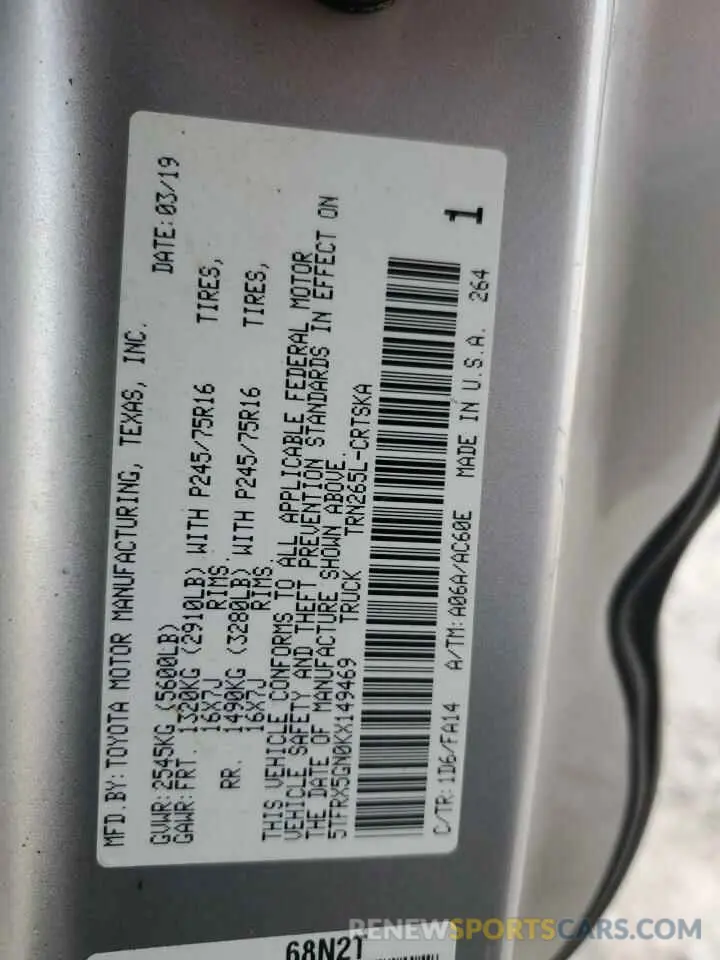 MFD.BY:TOYOTA MOTOR MANUFACTURING, TEXAS, INC.
DATE:03/19
GVWR:2545KG (5600LB)
GAWR:FRT. 1320KG (2910LB) WITH P245/75R16 TIRES,
16X7J RIMS,
RR. 1490KG (3280LB) WITH P245/75R16 TIRES,
16X7J RIMS
THIS VEHICLE CONFORMS TO ALL APPLICABLE FEDERAL MOTOR
VEHICLE SAFETY AND THEFT PREVENTION STANDARDS IN EFFECT ON
THE DATE OF MANUFACTURE SHOWN ABOVE.
5TFRX5GN0KX149469 TRUCK TRN265L-CRTSKA
1
C/TR:1D6/FA14 A/TM:A06A/AC60E MADE IN U.S.A. 264
68N21
RENEWSPORTSCARS.COM